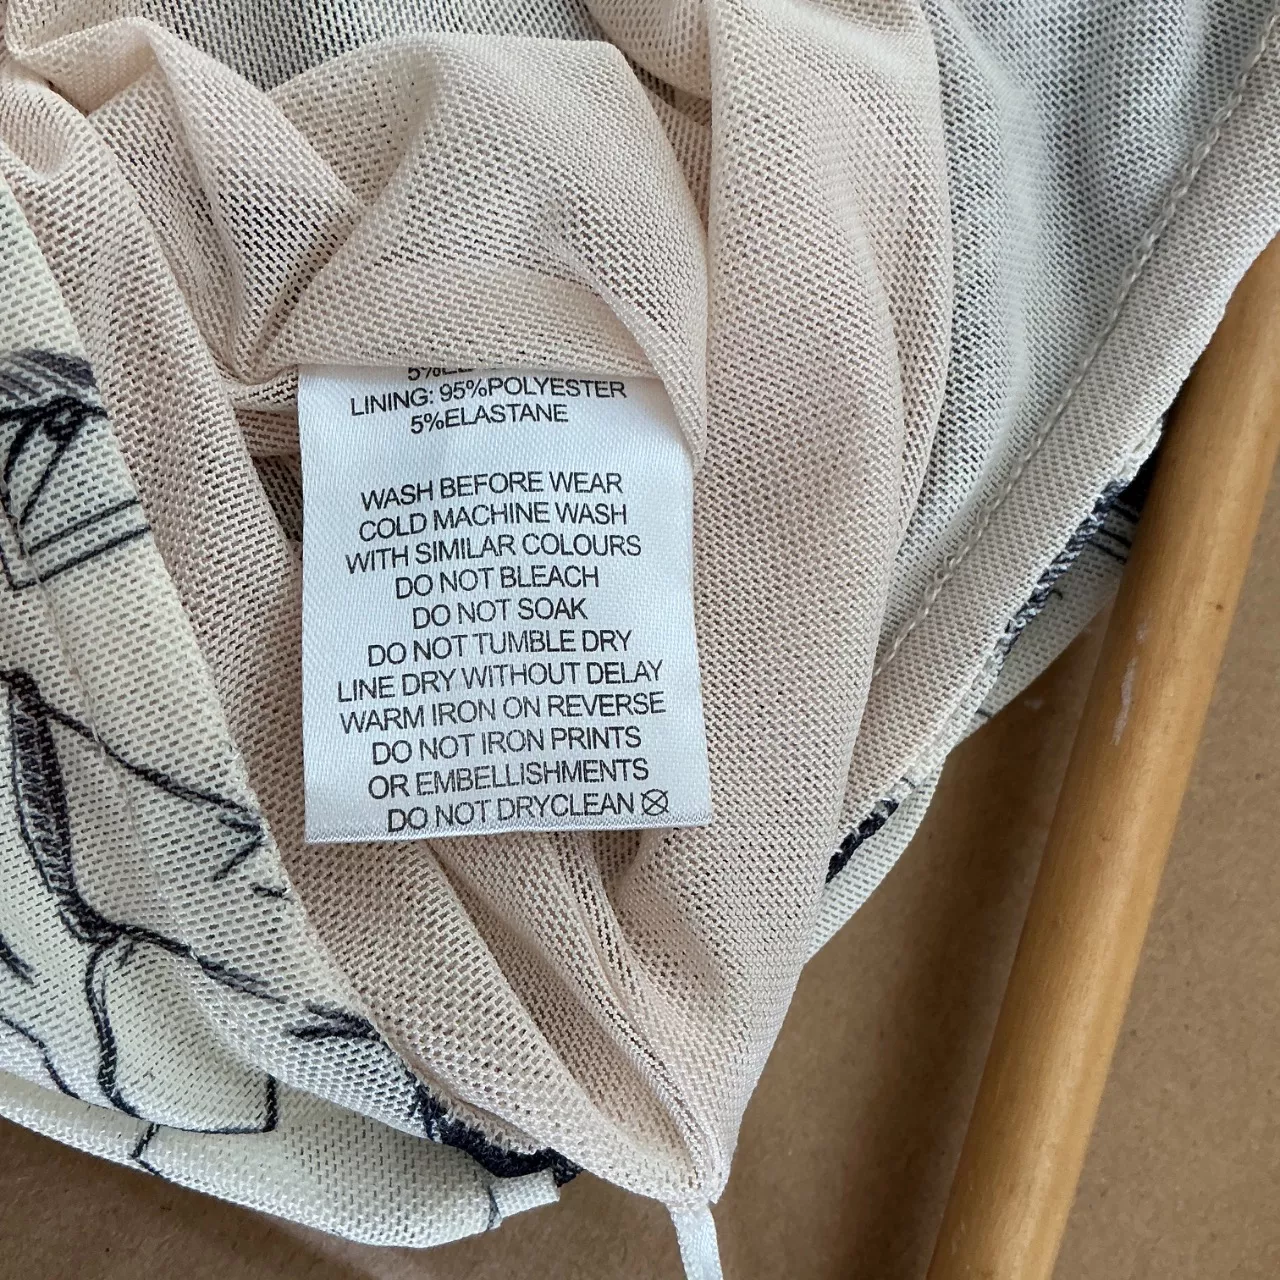 LINING: 95%POLYESTER
5%ELASTANE
WASH BEFORE WEAR
COLD MACHINE WASH
WITH SIMILAR COLOURS
DO NOT BLEACH
DO NOT SOAK
DO NOT TUMBLE DRY
LINE DRY WITHOUT DELAY
WARM IRON ON REVERSE
DO NOT IRON PRINTS
OR EMBELLISHMENTS
DO NOT DRYCLEAN